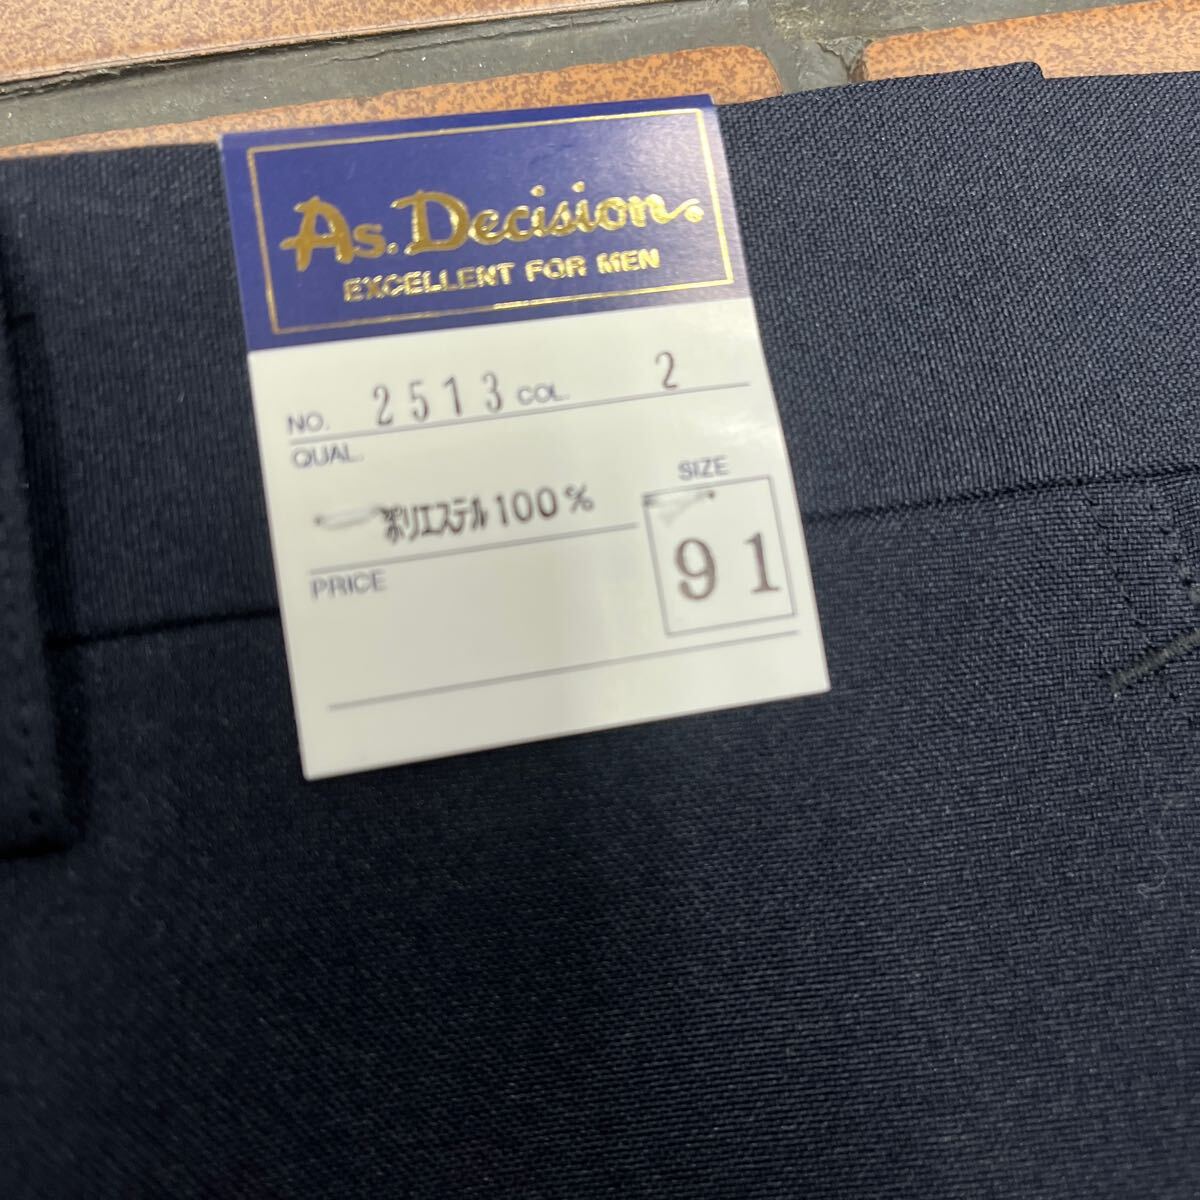 As. Decision.
EXCELLENT FOR MEN
NO. 2513 COL. 2
QUAL.
ポリエステル100%
SIZE
91
PRICE